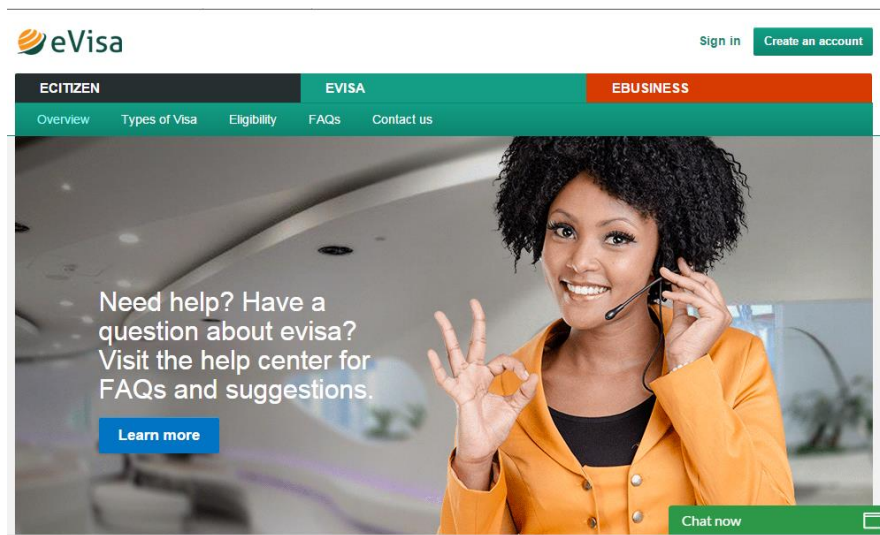 eVisa
Sign in
Create an account
ECITIZEN
EVISA
EBUSINESS
Overview
Types of Visa
Eligibility
FAQs
Contact us
Need help? Have a
question about evisa?
Visit the help center for
FAQs and suggestions.
Learn more
Chat now